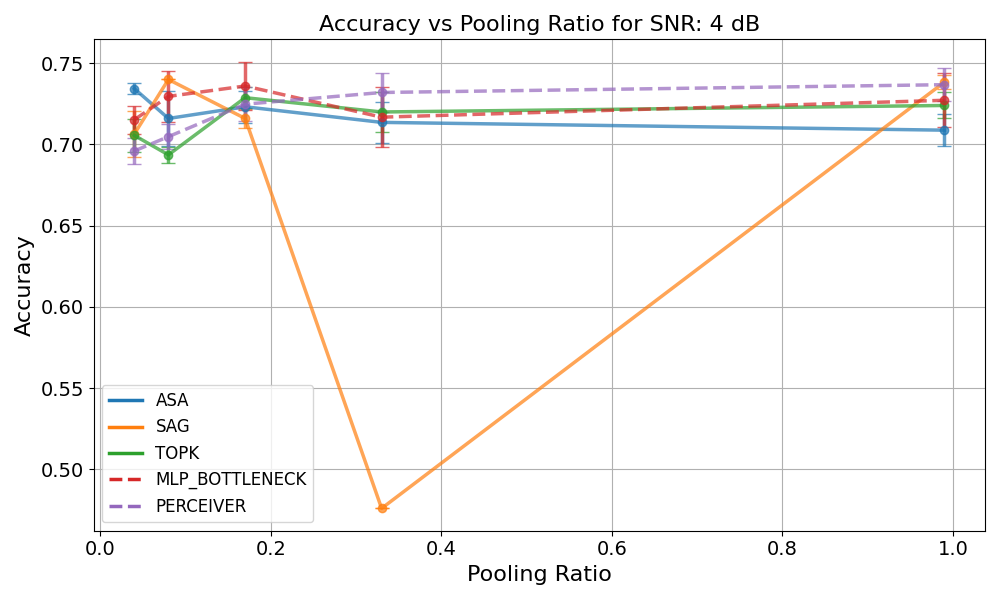 Accuracy vs Pooling Ratio for SNR: 4 dB
Accuracy
0.75
0.70
0.65
0.60
0.55
0.50
ASA
SAG
TOPK
MLP_BOTTLENECK
PERCEIVER
0.0 0.2 0.4 0.6 0.8 1.0
Pooling Ratio